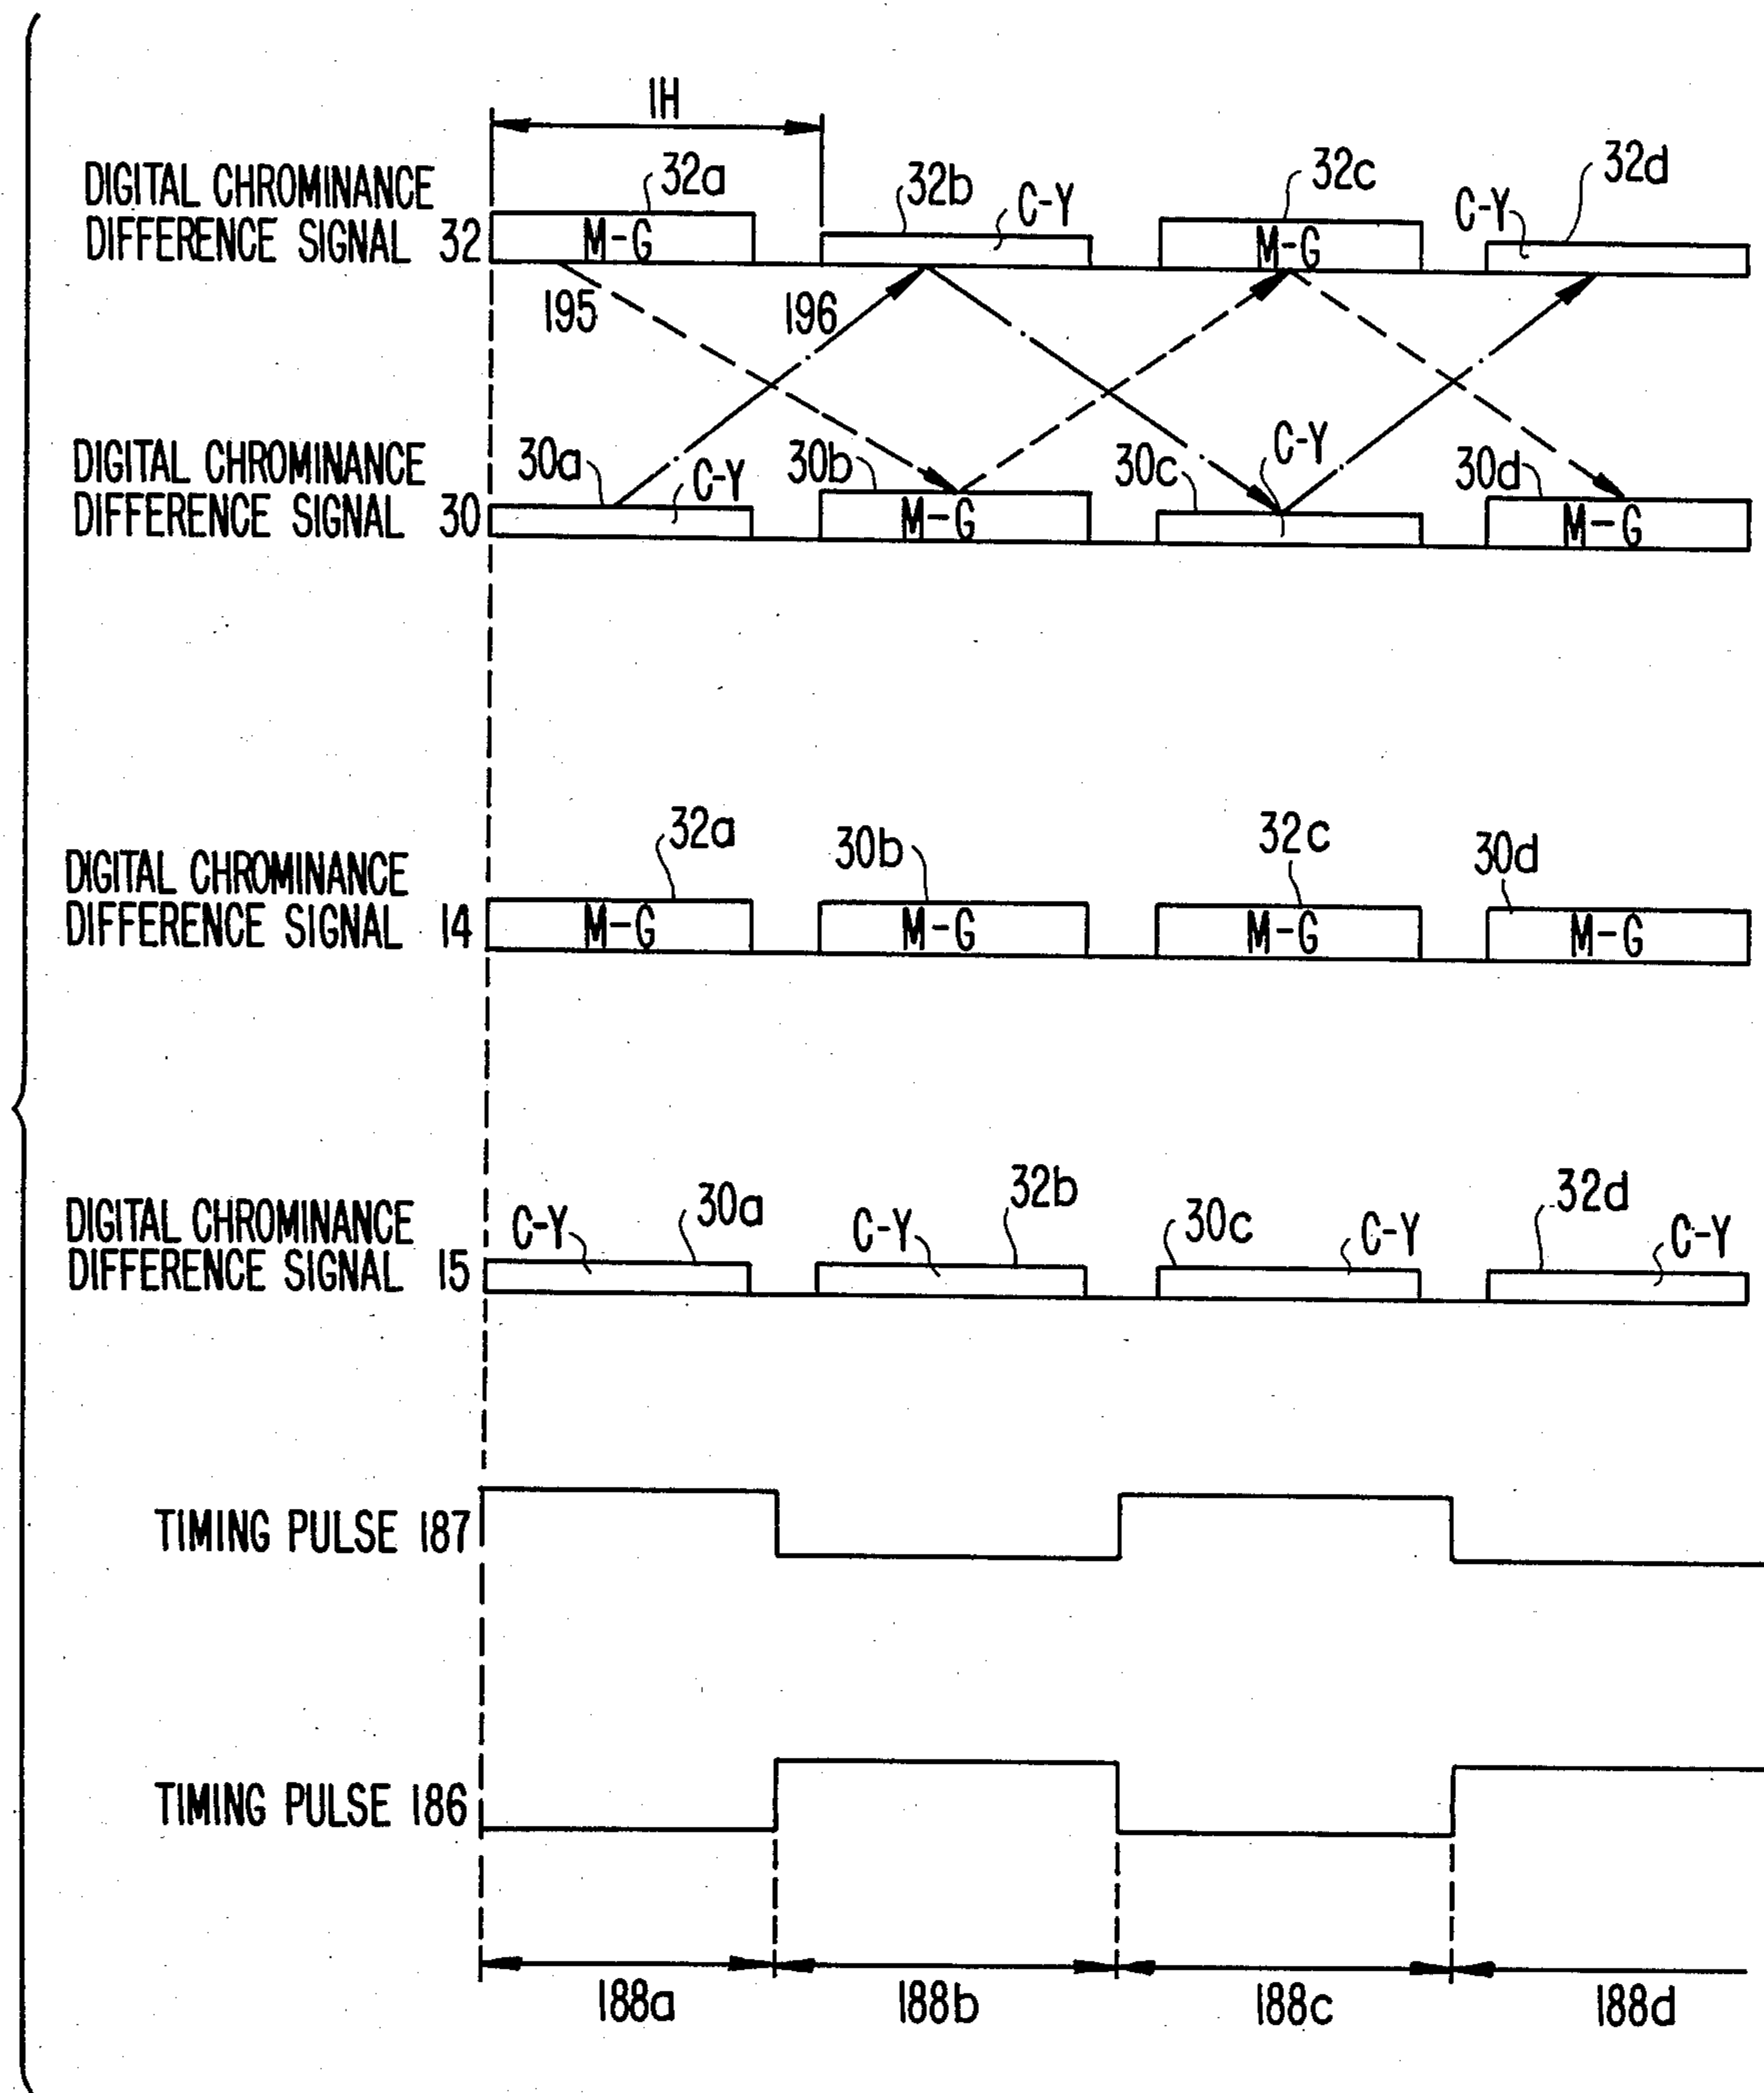 1H
DIGITAL CHROMINANCE
DIFFERENCE SIGNAL 32
32a
M-G
32b
C-Y
32c
M-G
C-Y
32d
195
196
DIGITAL CHROMINANCE
DIFFERENCE SIGNAL 30
30a
C-Y
30b
M-G
30c
C-Y
30d
M-G
DIGITAL CHROMINANCE
DIFFERENCE SIGNAL 14
32a
M-G
30b
M-G
32c
M-G
30d
M-G
DIGITAL CHROMINANCE
DIFFERENCE SIGNAL 15
C-Y
30a
C-Y
32b
30c
C-Y
32d
C-Y
TIMING PULSE 187
TIMING PULSE 186
188a
188b
188c
188d